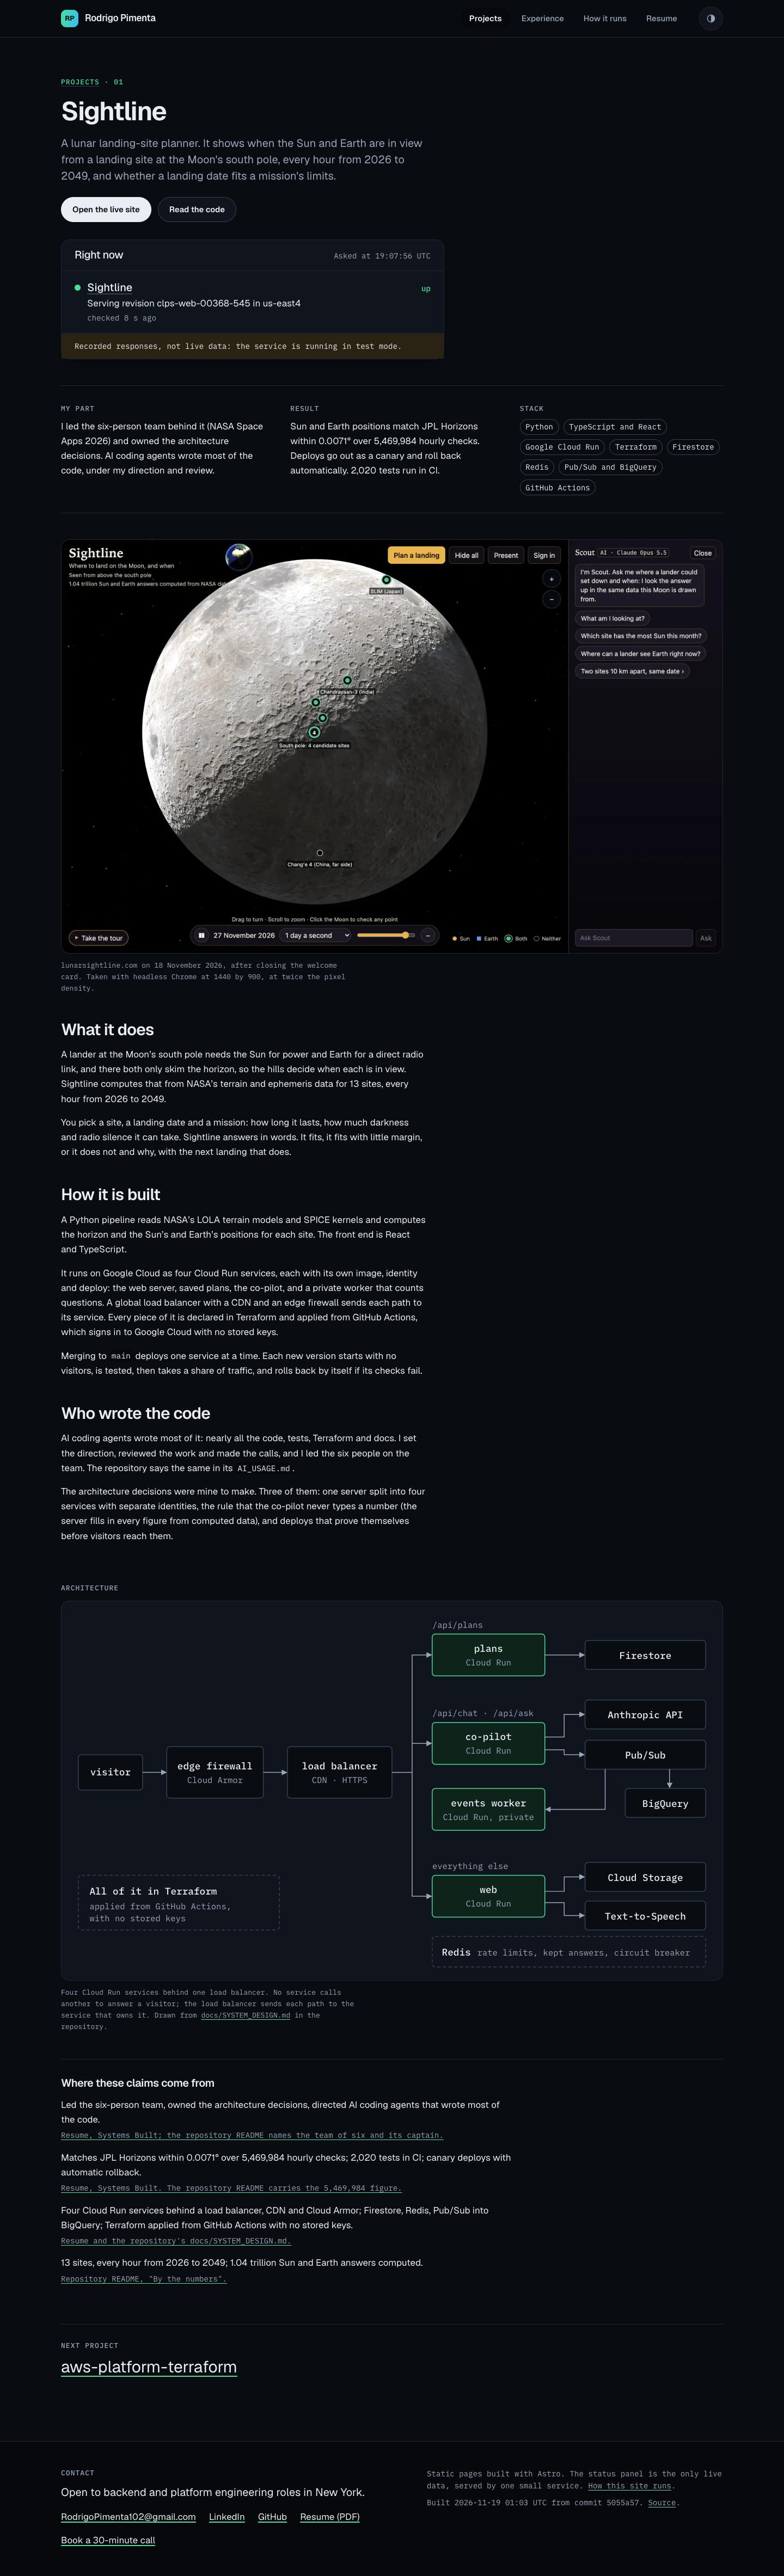 RP Rodrigo Pimenta
Projects Experience How it runs Resume
PROJECTS · 01
Sightline
A lunar landing-site planner. It shows when the Sun and Earth are in view
from a landing site at the Moon's south pole, every hour from 2026 to
2049, and whether a landing date fits a mission's limits.
Open the live site Read the code
Right now Asked at 19:07:56 UTC
Sightline up
Serving revision clps-web-00368-545 in us-east4
checked 8 s ago
Recorded responses, not live data: the service is running in test mode.
MY PART
I led the six-person team behind it (NASA Space
Apps 2026) and owned the architecture
decisions. AI coding agents wrote most of the
code, under my direction and review.
RESULT
Sun and Earth positions match JPL Horizons
within 0.0071° over 5,469,984 hourly checks.
Deploys go out as a canary and roll back
automatically. 2,020 tests run in CI.
STACK
Python TypeScript and React
Google Cloud Run Terraform Firestore
Redis Pub/Sub and BigQuery
GitHub Actions
Sightline
Where to land on the Moon, and when
Seen from above the south pole
1.04 trillion Sun and Earth answers computed from NASA dat
Plan a landing Hide all Present Sign in
+
−
SLIM (Japan)
Chandrayaan-3 (India)
4
South pole: 4 candidate sites
Chang'e 4 (China, far side)
Drag to turn · Scroll to zoom · Click the Moon to check any point
Take the tour
27 November 2026 1 day a second
Sun Earth Both Neither
Scout AI · Claude Opus 5.5 Close
I'm Scout. Ask me where a lander could
set down and when: I look the answer
up in the same data this Moon is drawn
from.
What am I looking at?
Which site has the most Sun this month?
Where can a lander see Earth right now?
Two sites 10 km apart, same date ›
Ask Scout Ask
lunarsightline.com on 18 November 2026, after closing the welcome
card. Taken with headless Chrome at 1440 by 900, at twice the pixel
density.
What it does
A lander at the Moon's south pole needs the Sun for power and Earth for a direct radio
link, and there both only skim the horizon, so the hills decide when each is in view.
Sightline computes that from NASA's terrain and ephemeris data for 13 sites, every
hour from 2026 to 2049.
You pick a site, a landing date and a mission: how long it lasts, how much darkness
and radio silence it can take. Sightline answers in words. It fits, it fits with little margin,
or it does not and why, with the next landing that does.
How it is built
A Python pipeline reads NASA's LOLA terrain models and SPICE kernels and computes
the horizon and the Sun's and Earth's positions for each site. The front end is React
and TypeScript.
It runs on Google Cloud as four Cloud Run services, each with its own image, identity
and deploy: the web server, saved plans, the co-pilot, and a private worker that counts
questions. A global load balancer with a CDN and an edge firewall sends each path to
its service. Every piece of it is declared in Terraform and applied from GitHub Actions,
which signs in to Google Cloud with no stored keys.
Merging to main deploys one service at a time. Each new version starts with no
visitors, is tested, then takes a share of traffic, and rolls back by itself if its checks fail.
Who wrote the code
AI coding agents wrote most of it: nearly all the code, tests, Terraform and docs. I set
the direction, reviewed the work and made the calls, and I led the six people on the
team. The repository says the same in its AI_USAGE.md.
The architecture decisions were mine to make. Three of them: one server split into four
services with separate identities, the rule that the co-pilot never types a number (the
server fills in every figure from computed data), and deploys that prove themselves
before visitors reach them.
ARCHITECTURE
/api/plans
plans
Cloud Run
Firestore
/api/chat · /api/ask
co-pilot
Cloud Run
Anthropic API
Pub/Sub
visitor
edge firewall
Cloud Armor
load balancer
CDN · HTTPS
events worker
Cloud Run, private
BigQuery
everything else
web
Cloud Run
Cloud Storage
Text-to-Speech
All of it in Terraform
applied from GitHub Actions,
with no stored keys
Redis rate limits, kept answers, circuit breaker
Four Cloud Run services behind one load balancer. No service calls
another to answer a visitor; the load balancer sends each path to the
service that owns it. Drawn from docs/SYSTEM_DESIGN.md in the
repository.
Where these claims come from
Led the six-person team, owned the architecture decisions, directed AI coding agents that wrote most of
the code.
Resume, Systems Built; the repository README names the team of six and its captain.
Matches JPL Horizons within 0.0071° over 5,469,984 hourly checks; 2,020 tests in CI; canary deploys with
automatic rollback.
Resume, Systems Built. The repository README carries the 5,469,984 figure.
Four Cloud Run services behind a load balancer, CDN and Cloud Armor; Firestore, Redis, Pub/Sub into
BigQuery; Terraform applied from GitHub Actions with no stored keys.
Resume and the repository's docs/SYSTEM_DESIGN.md.
13 sites, every hour from 2026 to 2049; 1.04 trillion Sun and Earth answers computed.
Repository README, "By the numbers".
NEXT PROJECT
aws-platform-terraform
CONTACT
Open to backend and platform engineering roles in New York.
RodrigoPimenta102@gmail.com LinkedIn GitHub Resume (PDF)
Book a 30-minute call
Static pages built with Astro. The status panel is the only live
data, served by one small service. How this site runs.
Built 2026-11-19 01:03 UTC from commit 5055a57. Source.